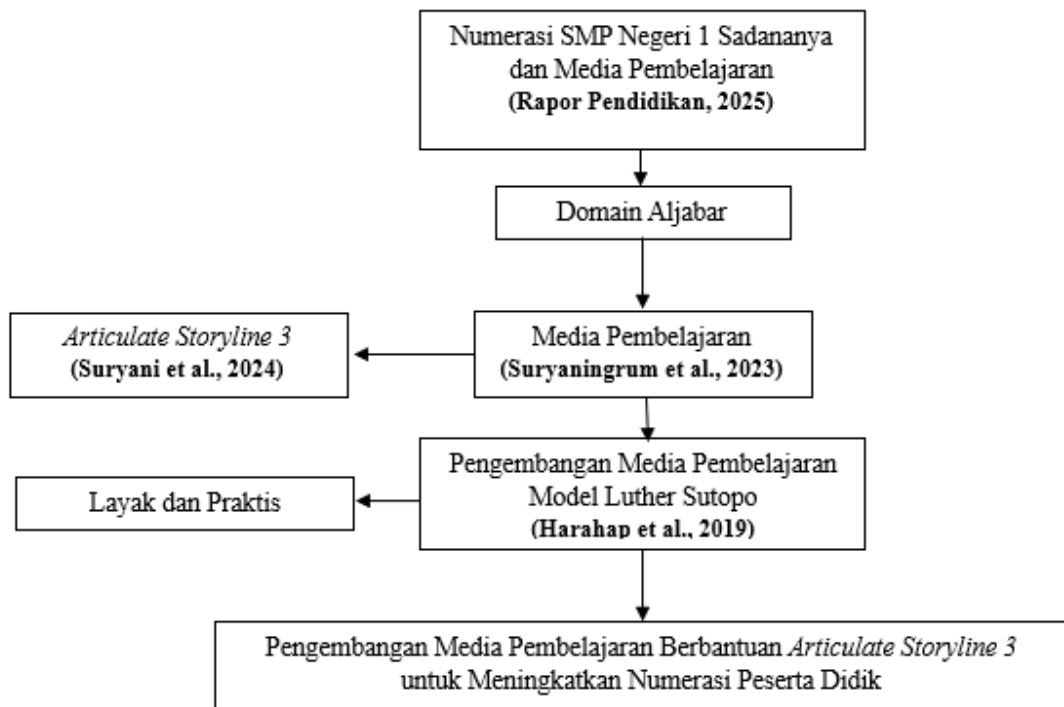 Numerasi SMP Negeri 1 Sadananya
dan Media Pembelajaran
(Rapor Pendidikan, 2025)
Domain Aljabar
Articulate Storyline 3
(Suryani et al., 2024)
Media Pembelajaran
(Suryaningrum et al., 2023)
Pengembangan Media Pembelajaran
Model Luther Sutopo
(Harahap et al., 2019)
Layak dan Praktis
Pengembangan Media Pembelajaran Berbantuan Articulate Storyline 3
untuk Meningkatkan Numerasi Peserta Didik